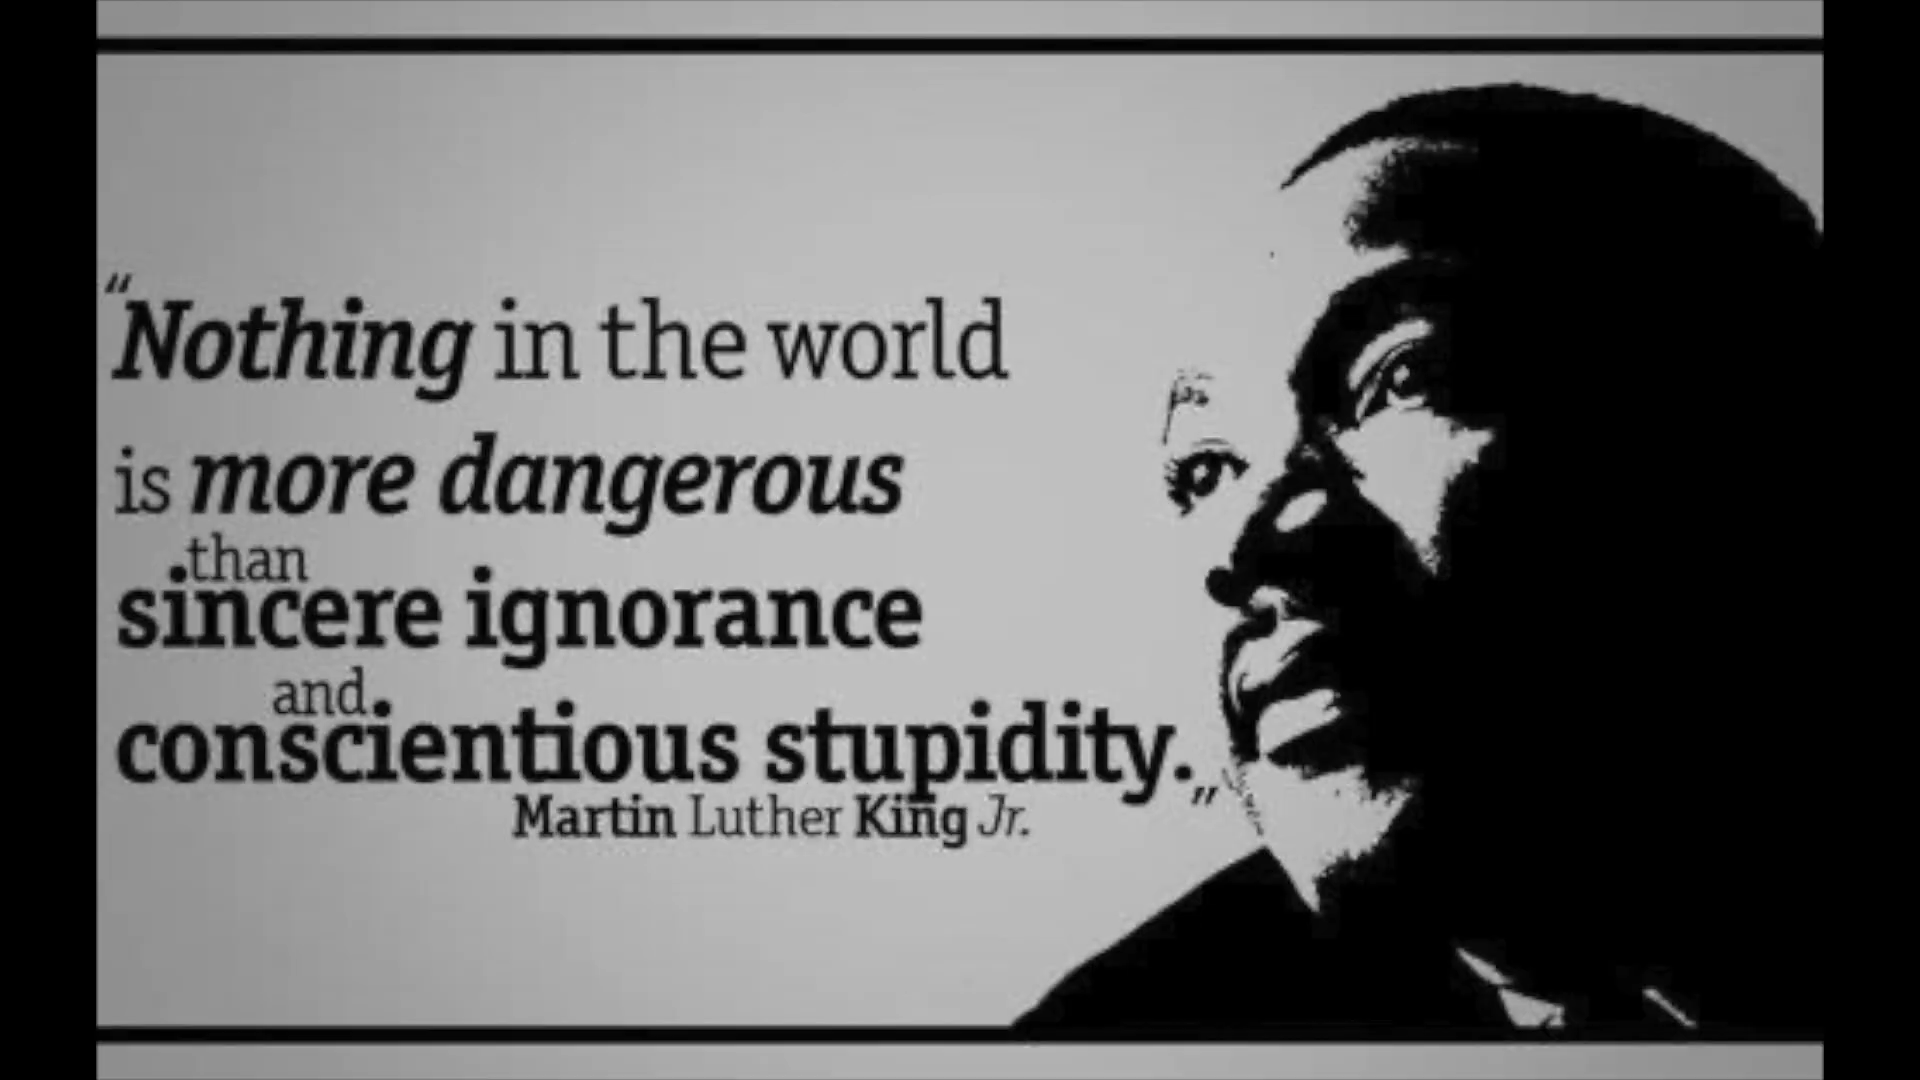 “Nothing in the world
is more dangerous
than
sincere ignorance
and
conscientious stupidity.”
Martin Luther King Jr.